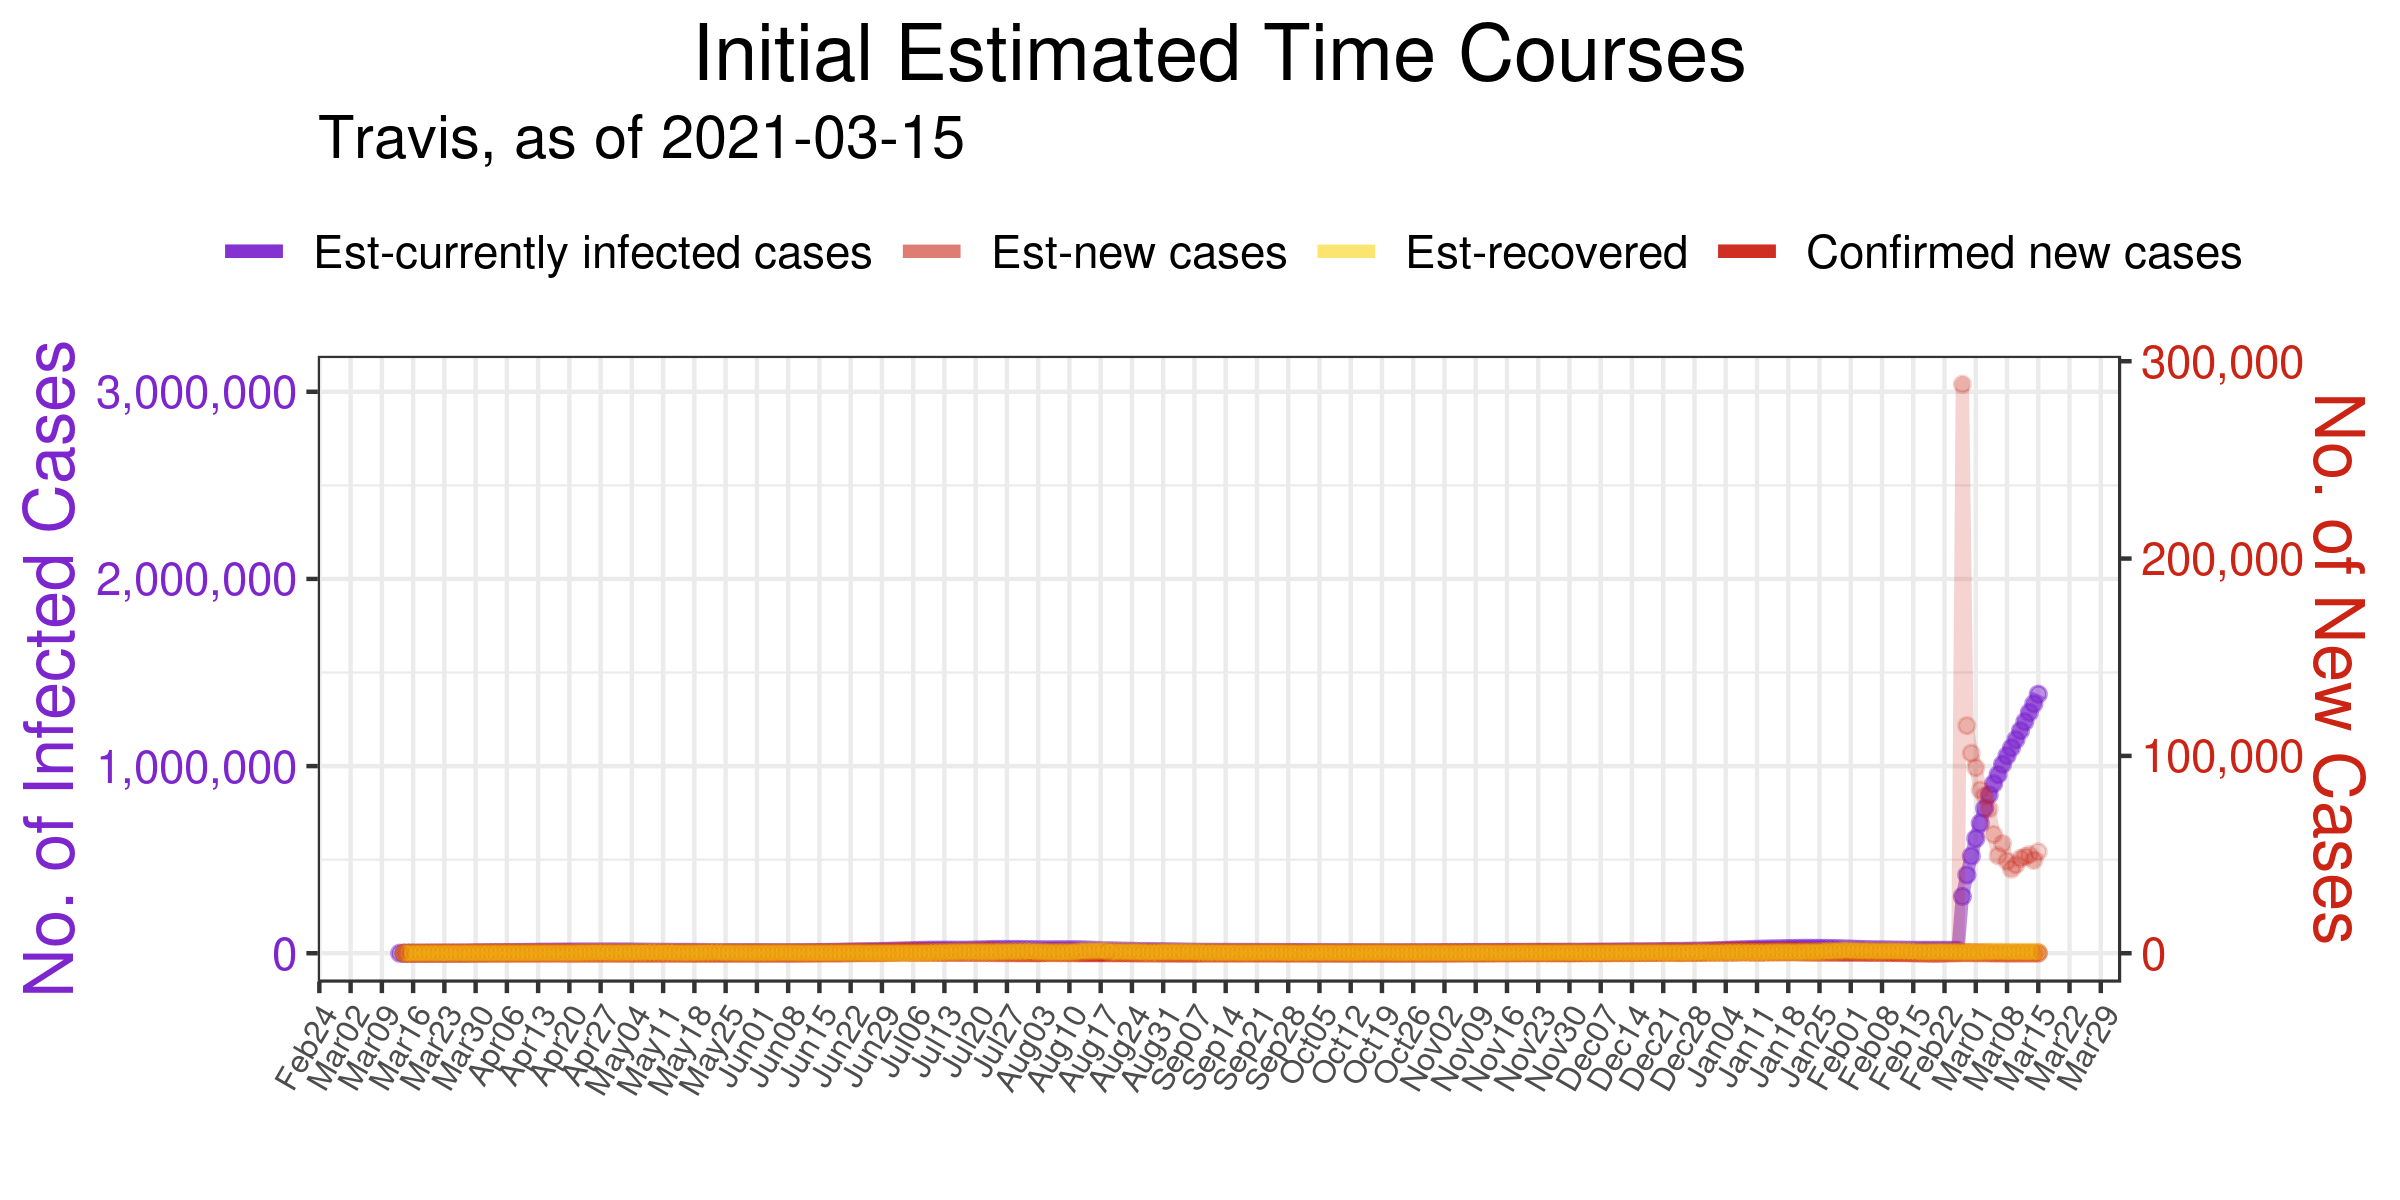 Initial Estimated Time Courses
Travis, as of 2021-03-15
Est-currently infected cases Est-new cases Est-recovered Confirmed new cases
No. of Infected Cases
3,000,000
2,000,000
1,000,000
0
300,000
200,000
100,000
0
No. of New Cases
Feb24 Mar02 Mar09 Mar16 Mar23 Mar30 Apr06 Apr13 Apr20 Apr27 May04 May11 May18 May25 Jun01 Jun08 Jun15 Jun22 Jun29 Jul06 Jul13 Jul20 Jul27 Aug03 Aug10 Aug17 Aug24 Aug31 Sep07 Sep14 Sep21 Sep28 Oct05 Oct12 Oct19 Oct26 Nov02 Nov09 Nov16 Nov23 Nov30 Dec07 Dec14 Dec21 Dec28 Jan04 Jan11 Jan18 Jan25 Feb01 Feb08 Feb15 Feb22 Mar01 Mar08 Mar15 Mar22 Mar29